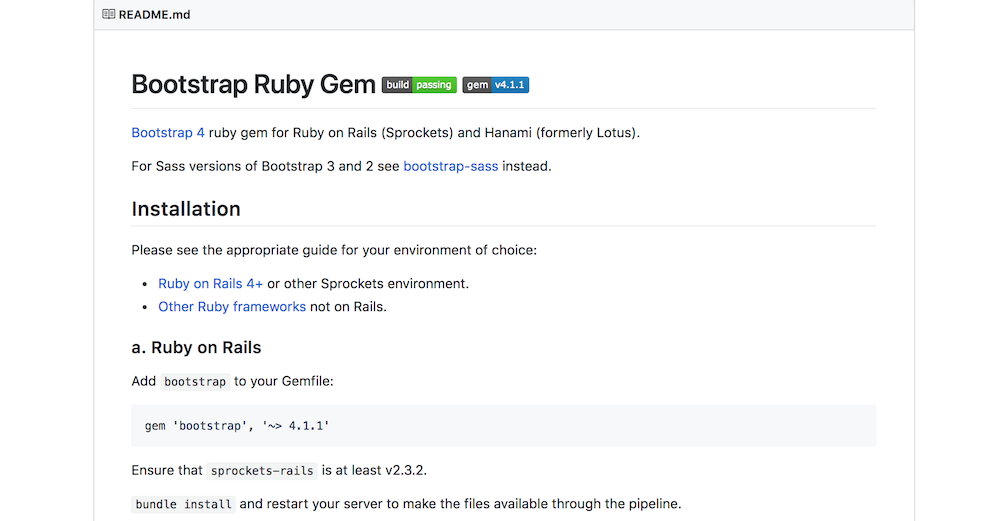 README.md
Bootstrap Ruby Gem build passing gem v4.1.1
Bootstrap 4 ruby gem for Ruby on Rails (Sprockets) and Hanami (formerly Lotus).
For Sass versions of Bootstrap 3 and 2 see bootstrap-sass instead.
Installation
Please see the appropriate guide for your environment of choice:
• Ruby on Rails 4+ or other Sprockets environment.
• Other Ruby frameworks not on Rails.
a. Ruby on Rails
Add bootstrap to your Gemfile:
gem 'bootstrap', '~> 4.1.1'
Ensure that sprockets-rails is at least v2.3.2.
bundle install and restart your server to make the files available through the pipeline.